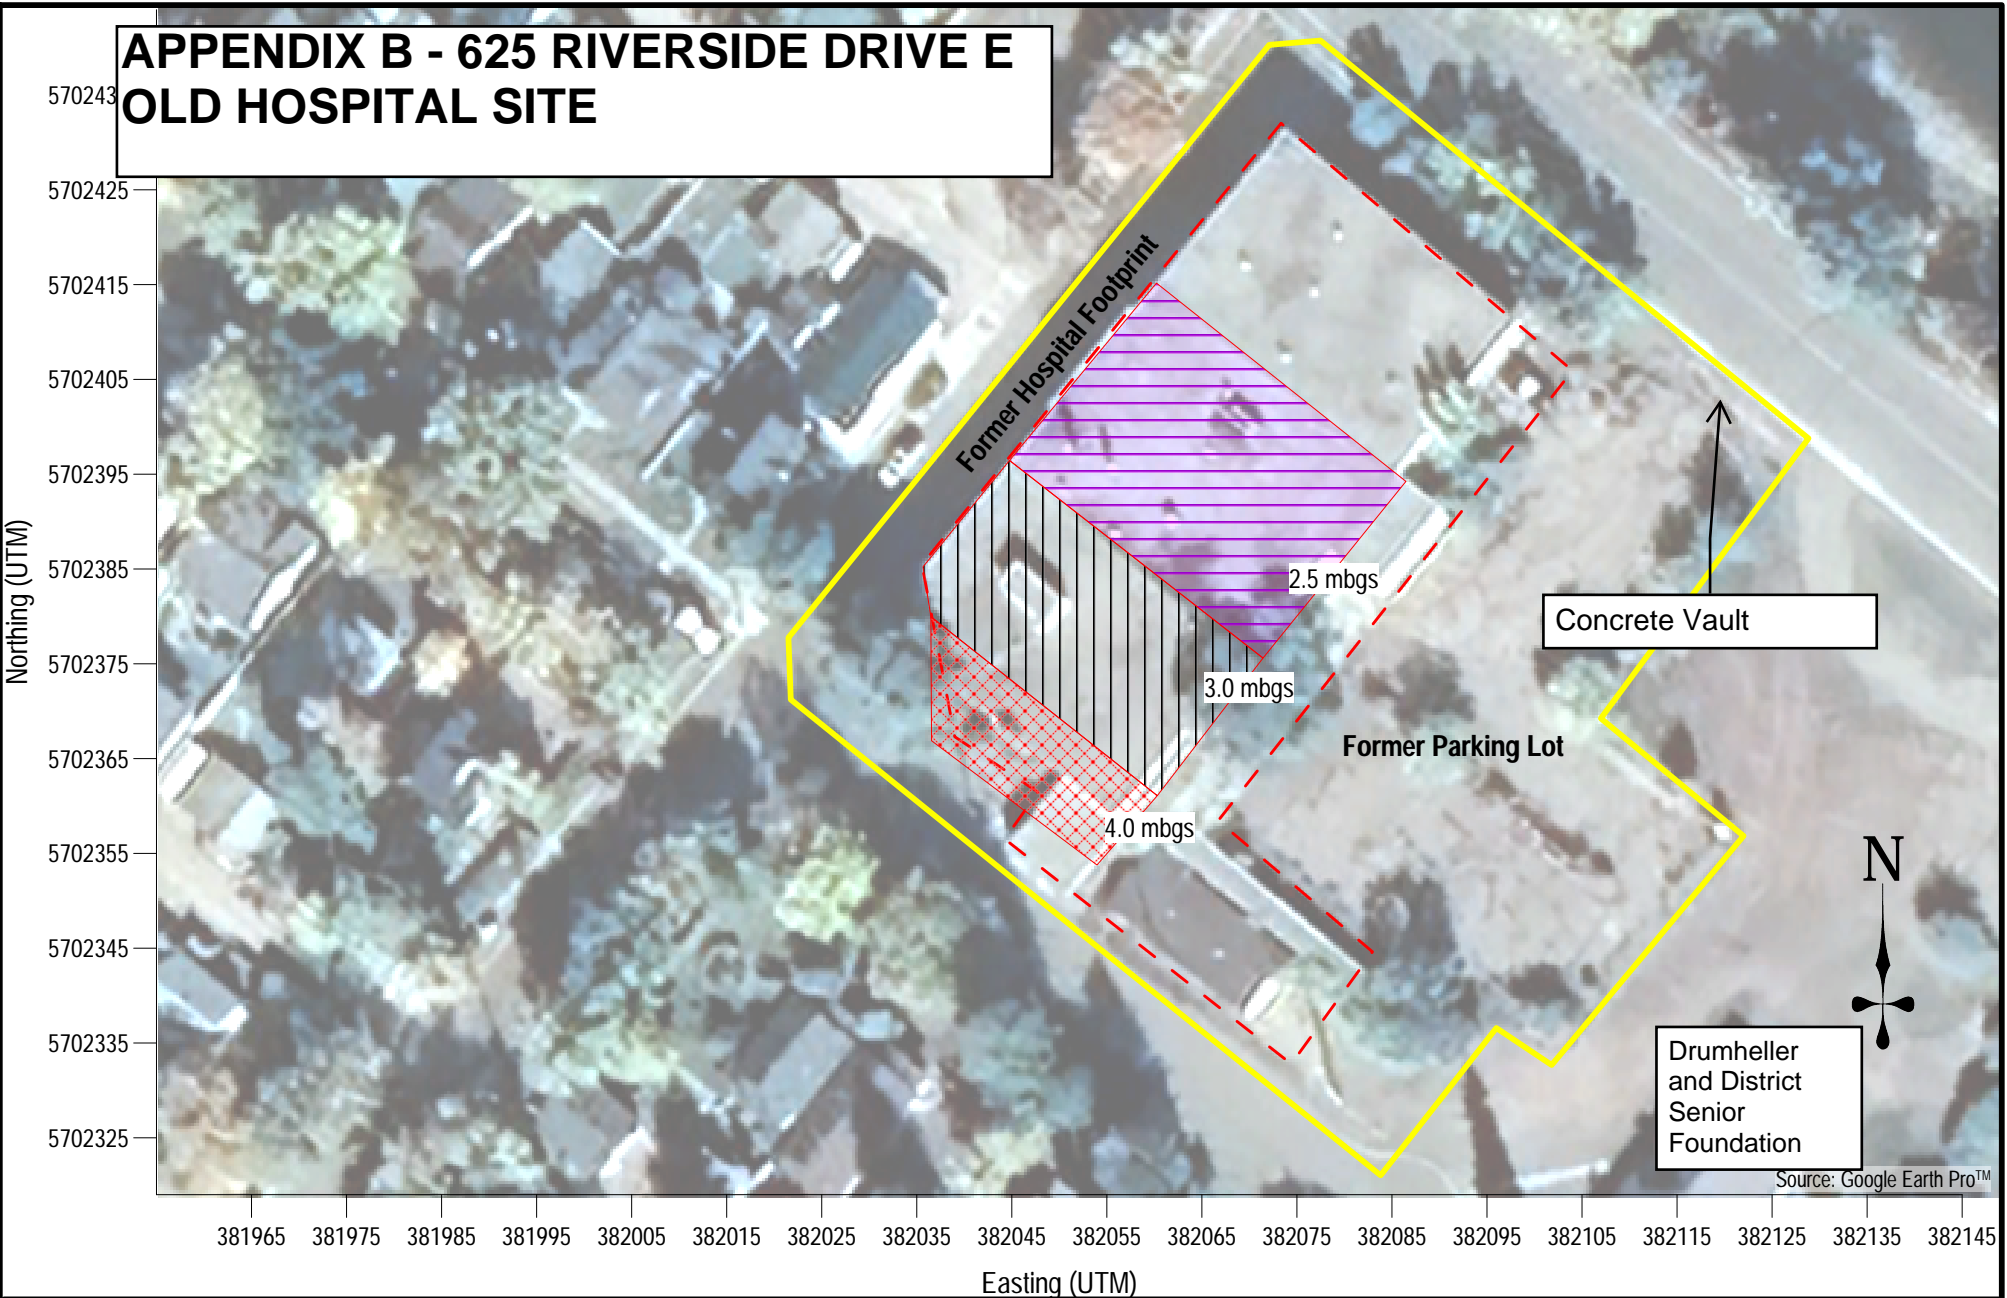 APPENDIX B - 625 RIVERSIDE DRIVE E
OLD HOSPITAL SITE
570243
5702425
5702415
5702405
5702395
5702385
5702375
5702365
5702355
5702345
5702335
5702325
Northing (UTM)
Former Hospital Footprint
2.5 mbgs
3.0 mbgs
4.0 mbgs
Concrete Vault
Former Parking Lot
N
Drumheller
and District
Senior
Foundation
Source: Google Earth Pro™
381965 381975 381985 381995 382005 382015 382025 382035 382045 382055 382065 382075 382085 382095 382105 382115 382125 382135 382145
Easting (UTM)